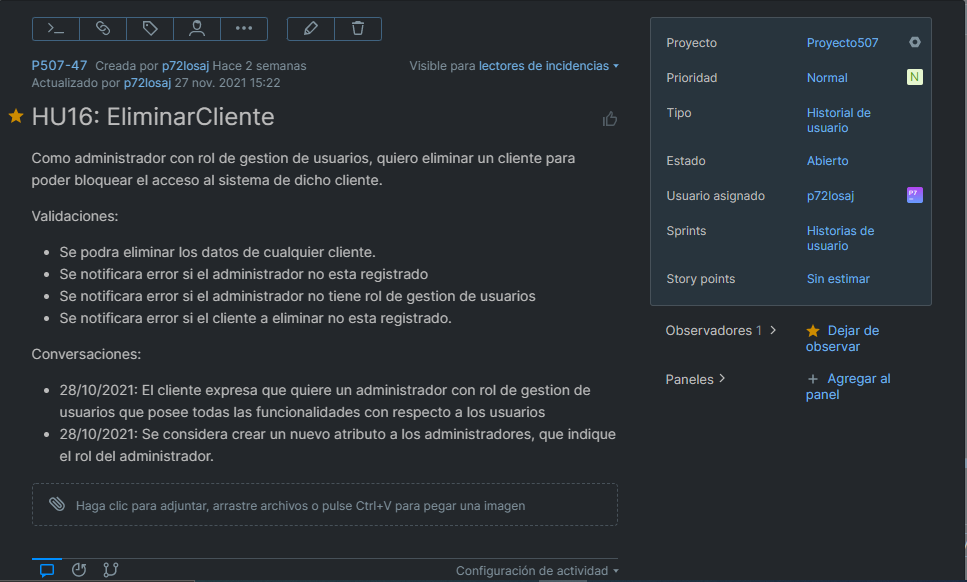 P507-47 Creada por p72losaj Hace 2 semanas
Visible para lectores de incidencias
Actualizado por p72losaj 27 nov. 2021 15:22
HU16: EliminarCliente
Como administrador con rol de gestion de usuarios, quiero eliminar un cliente para
poder bloquear el acceso al sistema de dicho cliente.
Validaciones:
• Se podra eliminar los datos de cualquier cliente.
• Se notificara error si el administrador no esta registrado
• Se notificara error si el administrador no tiene rol de gestion de usuarios
• Se notificara error si el cliente a eliminar no esta registrado.
Conversaciones:
• 28/10/2021: El cliente expresa que quiere un administrador con rol de gestion de
usuarios que posee todas las funcionalidades con respecto a los usuarios
• 28/10/2021: Se considera crear un nuevo atributo a los administradores, que indique
el rol del administrador.
Haga clic para adjuntar, arrastre archivos o pulse Ctrl+V para pegar una imagen
Configuración de actividad
Proyecto Proyecto507
Prioridad Normal N
Tipo Historial de
usuario
Estado Abierto
Usuario asignado p72losaj P7
Sprints Historias de
usuario
Story points Sin estimar
Observadores 1 Dejar de
observar
Paneles + Agregar al
panel